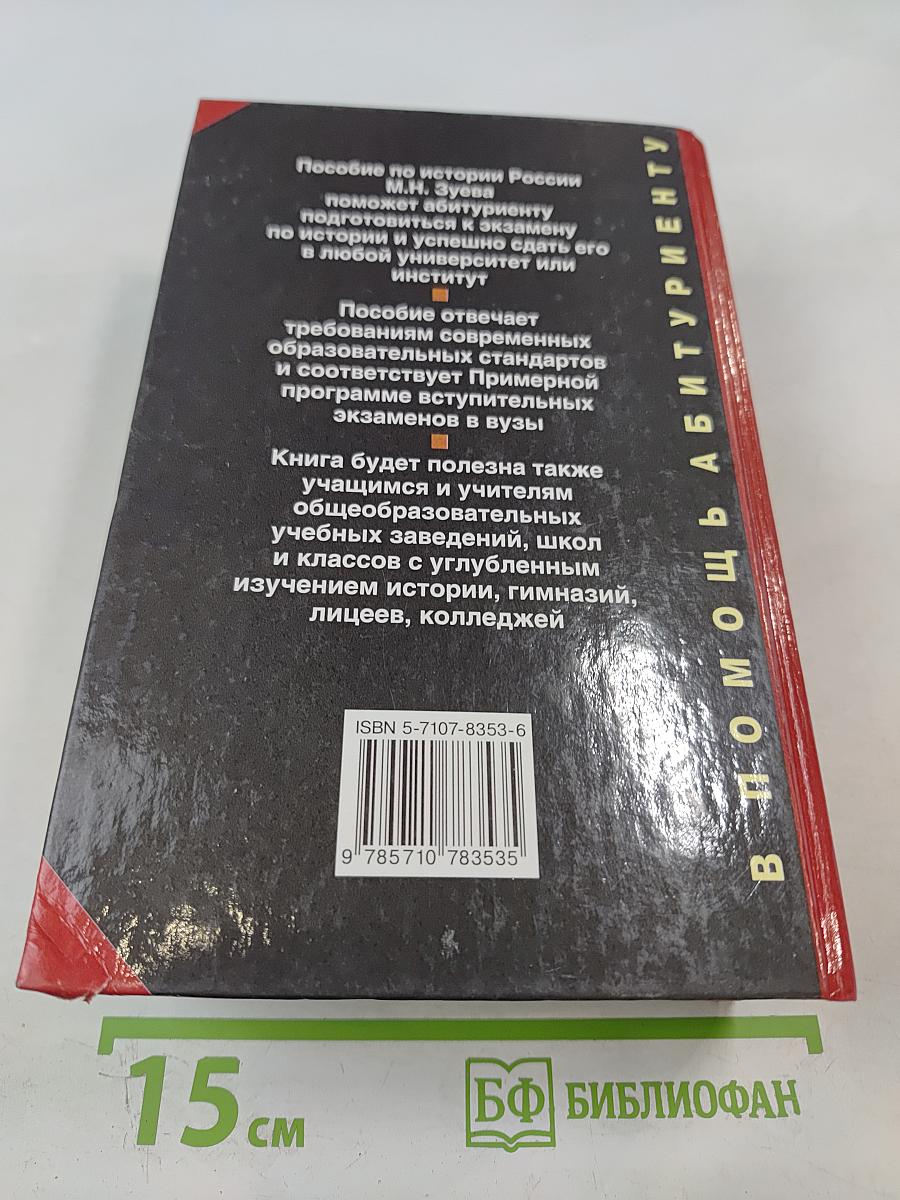 Пособие по истории России
М.Н. Зуева
поможет абитуриенту
подготовиться к экзамену
по истории и успешно сдать его
в любой университет или
институт
Пособие отвечает
требованиям современных
образовательных стандартов
и соответствует Примерной
программе вступительных
экзаменов в вузы
Книга будет полезна также
учащимся и учителям
общеобразовательных
учебных заведений, школ
и классов с углубленным
изучением истории, гимназий,
лицеев, колледжей
В ПОМОЩЬ АБИТУРИЕНТУ
ISBN 5-7107-8353-6
9 785710 783535
15 см
БФ БИБЛИОФАН